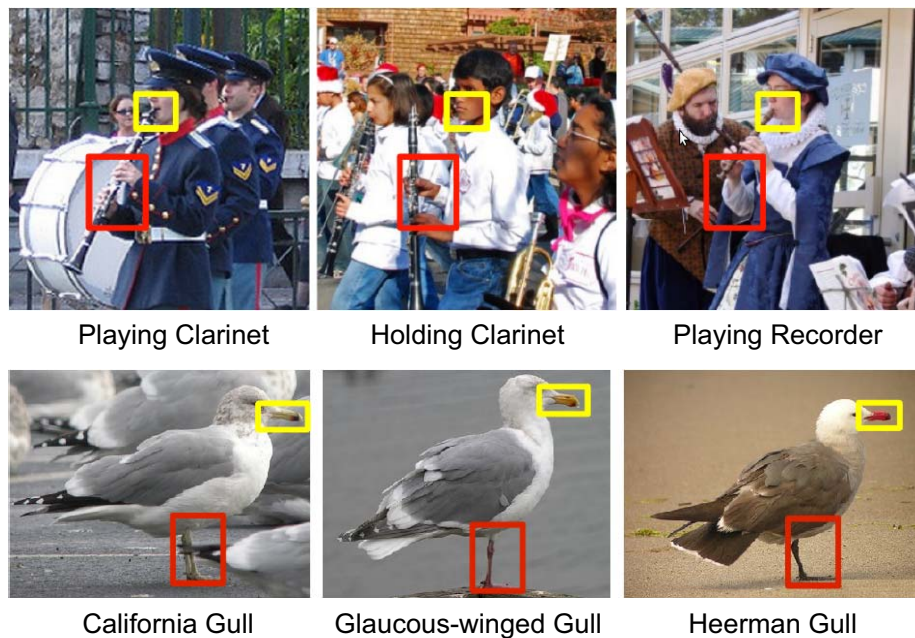 Playing Clarinet
Holding Clarinet
Playing Recorder
California Gull
Glaucous-winged Gull
Heerman Gull